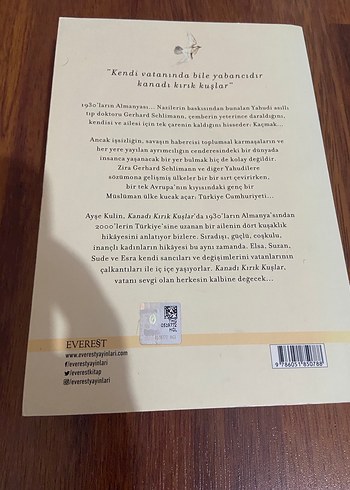 "Kendi vatanında bile yabancıdır
kanadı kırık kuşlar"
1930'ların Almanyası... Nazilerin baskısından bunalan Yahudi asıllı
tıp doktoru Gerhard Schlimann, çemberin yeterince daraldığını,
kendisi ve ailesi için tek çarenin kaldığını hisseder: Kaçmak...
Ancak işsizliğin, savaşın habercisi toplumsal karmaşaların ve
her yere yayılan ayrımcılığın cenderesindeki bir dünyada
insanca yaşanacak bir yer bulmak hiç de kolay değildir.
Zira Gerhard Schlimann ve diğer Yahudilere
sözümona gelişmiş ülkeler bir bir sırt çevirirken,
bir tek Avrupa'nın kıyısındaki genç bir
Müslüman ülke kucak açar: Türkiye Cumhuriyeti...
Ayşe Kulin, Kanadı Kırık Kuşlar'da 1930'ların Almanya'sından
2000'lerin Türkiye'sine uzanan bir ailenin dört kuşaklık
hikâyesini anlatıyor bizlere. Sıradışı, güçlü, coşkulu,
inançlı kadınların hikâyesi bu aynı zamanda. Elsa, Suzan,
Sude ve Esra kendi sancıları ve değişimlerini vatanlarının
çalkantıları ile iç içe yaşıyorlar. Kanadı Kırık Kuşlar,
vatanı sevgi olan herkesin kalbine değecek...
EVEREST
www.everestyayinlari.com
/everestyayinlari
/everestkitap
/everestyayinlari
9 786051 850788